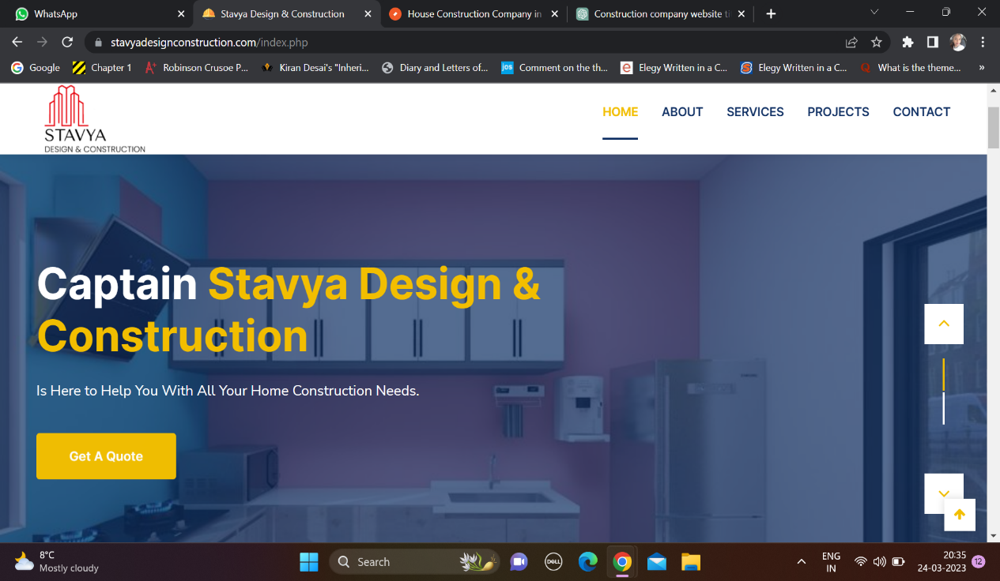 WhatsApp
Stavya Design & Construction
House Construction Company in
Construction company website ti
stavyadesignconstruction.com/index.php
Google
Chapter 1
Robinson Crusoe P...
Kiran Desai's "Inheri...
Diary and Letters of...
jos
Comment on the th...
Elegy Written in a C...
Elegy Written in a C...
What is the theme...
»
STAVYA
DESIGN & CONSTRUCTION
HOME
ABOUT
SERVICES
PROJECTS
CONTACT
Captain Stavya Design &
Construction
Is Here to Help You With All Your Home Construction Needs.
Get A Quote
8°C
Mostly cloudy
Search
DELL
ENG
IN
20:35
24-03-2023
12